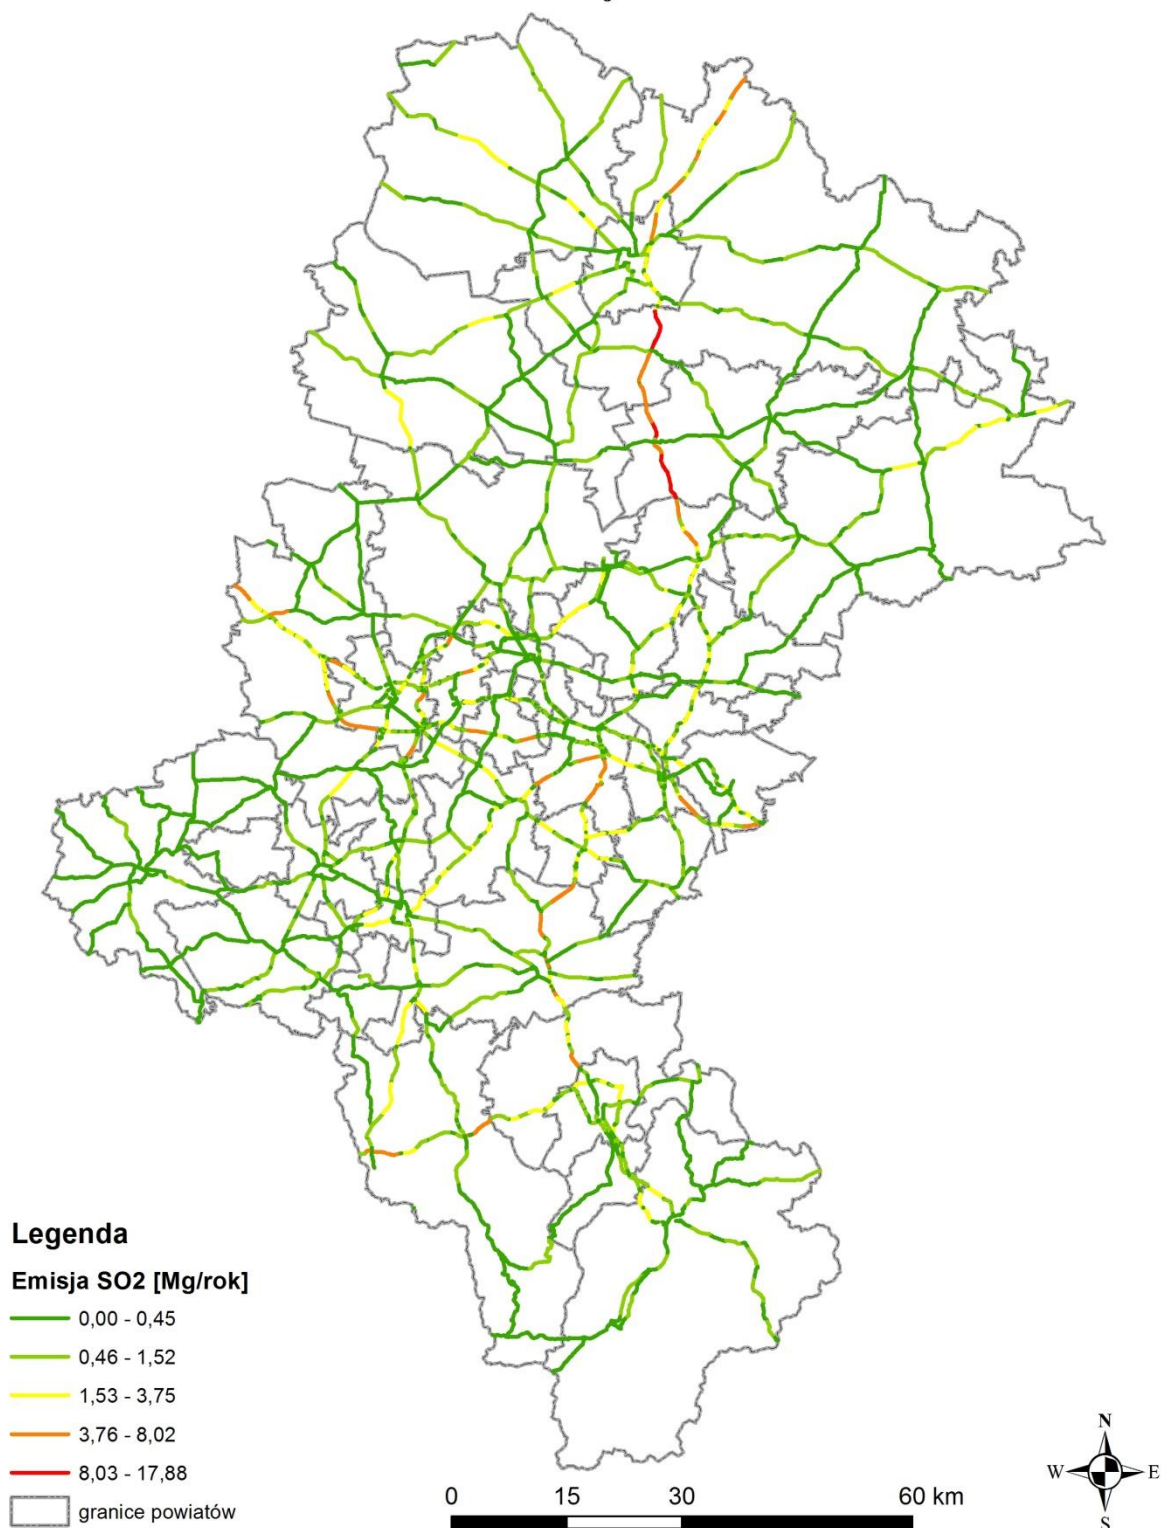 Legenda
Emisja SO2 [Mg/rok]
0,00 - 0,45
0,46 - 1,52
1,53 - 3,75
3,76 - 8,02
8,03 - 17,88
granice powiatów
0 15 30 60 km
N
W E
S